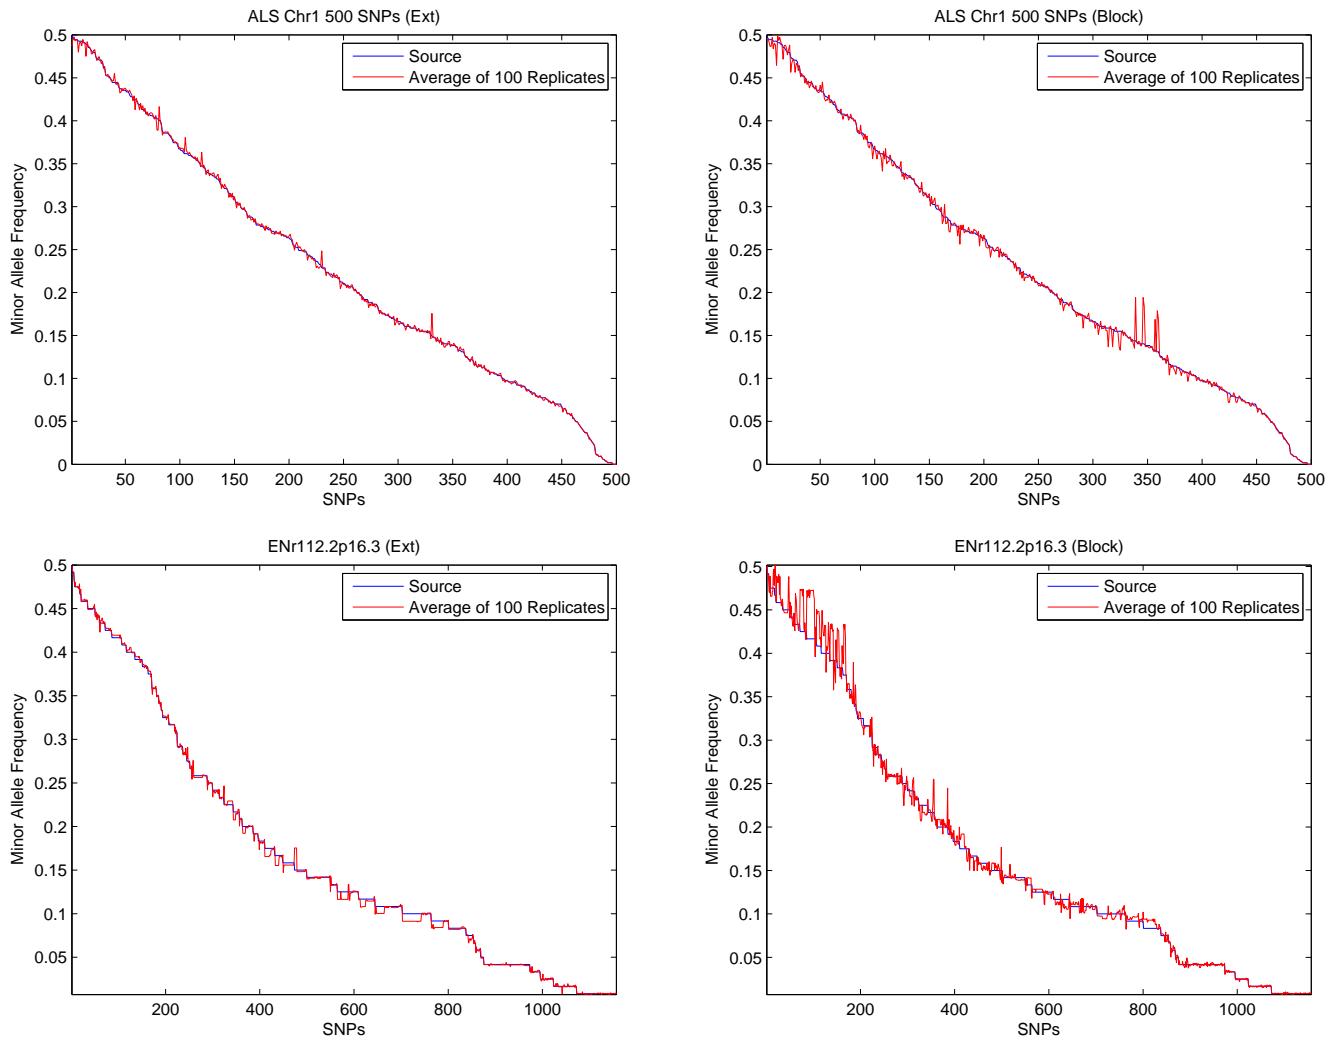 ALS Chr1 500 SNPs (Ext)
Minor Allele Frequency
0.5
0.45
0.4
0.35
0.3
0.25
0.2
0.15
0.1
0.05
0
Source
Average of 100 Replicates
50 100 150 200 250 300 350 400 450 500
SNPs
ALS Chr1 500 SNPs (Block)
Minor Allele Frequency
0.5
0.45
0.4
0.35
0.3
0.25
0.2
0.15
0.1
0.05
0
Source
Average of 100 Replicates
50 100 150 200 250 300 350 400 450 500
SNPs
ENr112.2p16.3 (Ext)
Minor Allele Frequency
0.5
0.45
0.4
0.35
0.3
0.25
0.2
0.15
0.1
0.05
Source
Average of 100 Replicates
200 400 600 800 1000
SNPs
ENr112.2p16.3 (Block)
Minor Allele Frequency
0.5
0.45
0.4
0.35
0.3
0.25
0.2
0.15
0.1
0.05
Source
Average of 100 Replicates
200 400 600 800 1000
SNPs